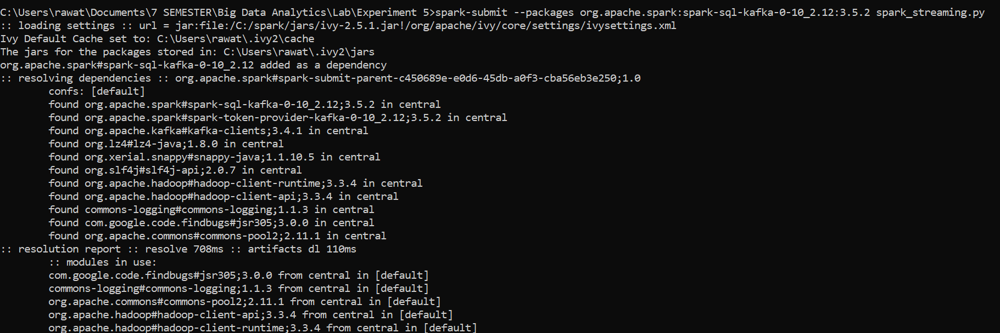 C:\Users\rawat\Documents\7 SEMESTER\Big Data Analytics\Lab\Experiment 5>spark-submit --packages org.apache.spark:spark-sql-kafka-0-10_2.12:3.5.2 spark_streaming.py
:: loading settings :: url = jar:file:/C:/spark/jars/ivy-2.5.1.jar!/org/apache/ivy/core/settings/ivysettings.xml
Ivy Default Cache set to: C:\Users\rawat\.ivy2\cache
The jars for the packages stored in: C:\Users\rawat\.ivy2\jars
org.apache.spark#spark-sql-kafka-0-10_2.12 added as a dependency
:: resolving dependencies :: org.apache.spark#spark-submit-parent-c450689e-e0d6-45db-a0f3-cba56eb3e250;1.0
        confs: [default]
        found org.apache.spark#spark-sql-kafka-0-10_2.12;3.5.2 in central
        found org.apache.spark#spark-token-provider-kafka-0-10_2.12;3.5.2 in central
        found org.apache.kafka#kafka-clients;3.4.1 in central
        found org.lz4#lz4-java;1.8.0 in central
        found org.xerial.snappy#snappy-java;1.1.10.5 in central
        found org.slf4j#slf4j-api;2.0.7 in central
        found org.apache.hadoop#hadoop-client-runtime;3.3.4 in central
        found org.apache.hadoop#hadoop-client-api;3.3.4 in central
        found commons-logging#commons-logging;1.1.3 in central
        found com.google.code.findbugs#jsr305;3.0.0 in central
        found org.apache.commons#commons-pool2;2.11.1 in central
:: resolution report :: resolve 708ms :: artifacts dl 110ms
        :: modules in use:
        com.google.code.findbugs#jsr305;3.0.0 from central in [default]
        commons-logging#commons-logging;1.1.3 from central in [default]
        org.apache.commons#commons-pool2;2.11.1 from central in [default]
        org.apache.hadoop#hadoop-client-api;3.3.4 from central in [default]
        org.apache.hadoop#hadoop-client-runtime;3.3.4 from central in [default]